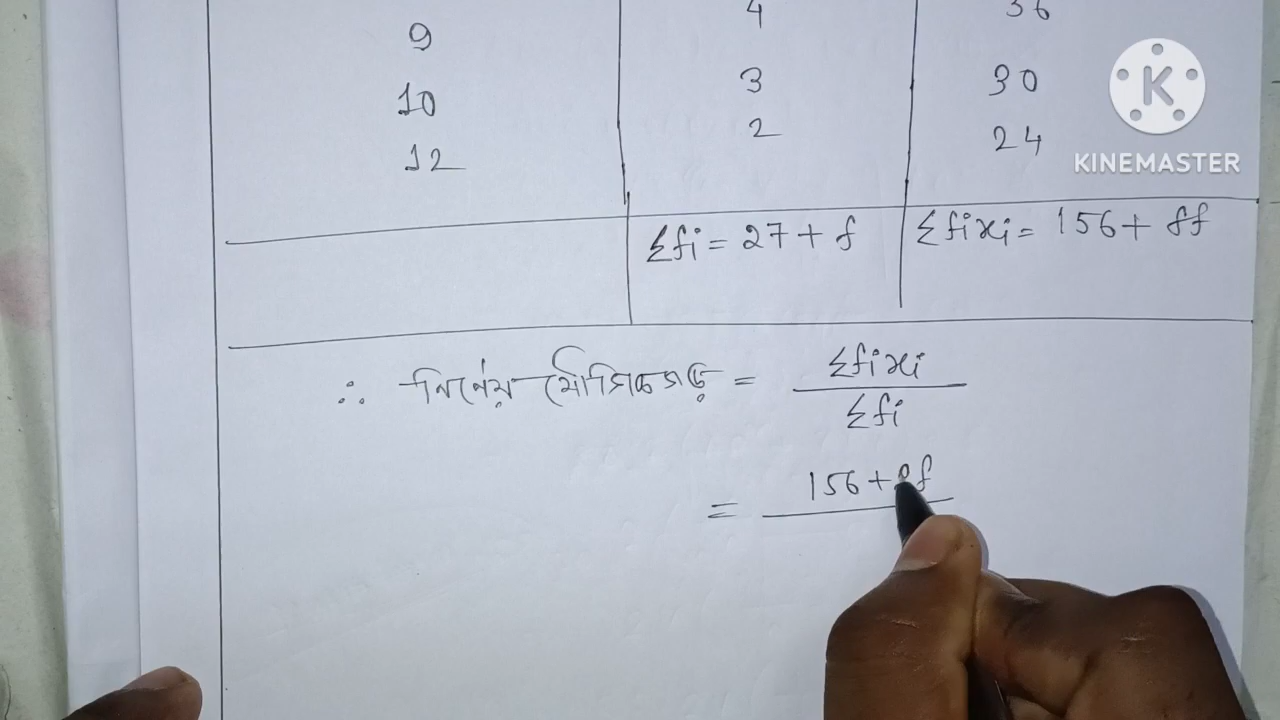 9 4 36
10 3 30
12 2 24
Σfi = 27 + f Σfixi = 156 + 8f
∴ নির্ণেয় যৌগিক গড় = Σfixi / Σfi
= 156 + 8f
K
KINEMASTER